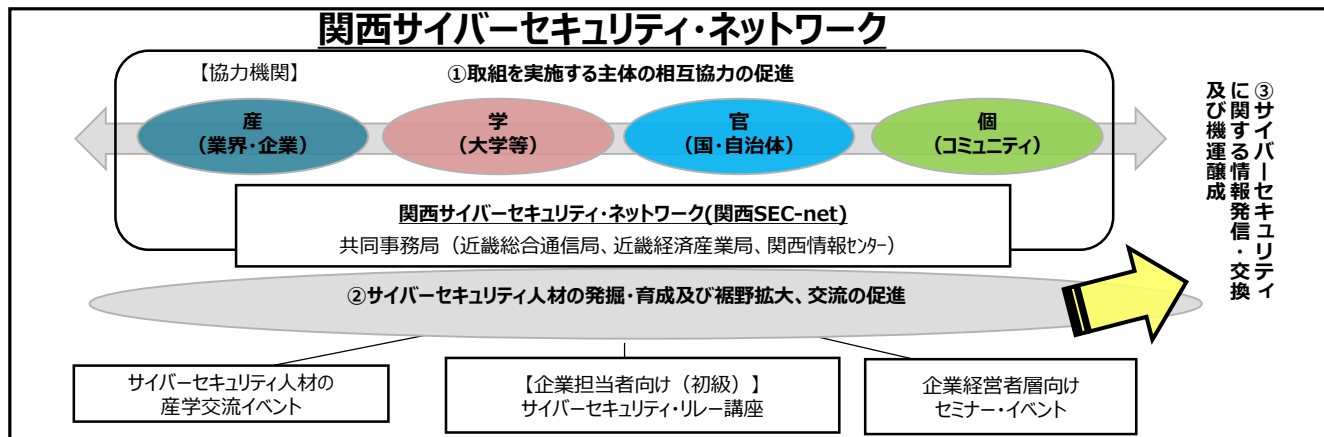 関西サイバーセキュリティ・ネットワーク
【協力機関】
①取組を実施する主体の相互協力の促進
産
(業界・企業)
学
(大学等)
官
(国・自治体)
個
(コミュニティ)
関西サイバーセキュリティ・ネットワーク(関西SEC-net)
共同事務局（近畿総合通信局、近畿経済産業局、関西情報センター）
③サイバーセキュリティ
に関する情報発信・交換
及び機運醸成
②サイバーセキュリティ人材の発掘・育成及び裾野拡大、交流の促進
サイバーセキュリティ人材の
産学交流イベント
【企業担当者向け（初級）】
サイバーセキュリティ・リレー講座
企業経営者層向け
セミナー・イベント